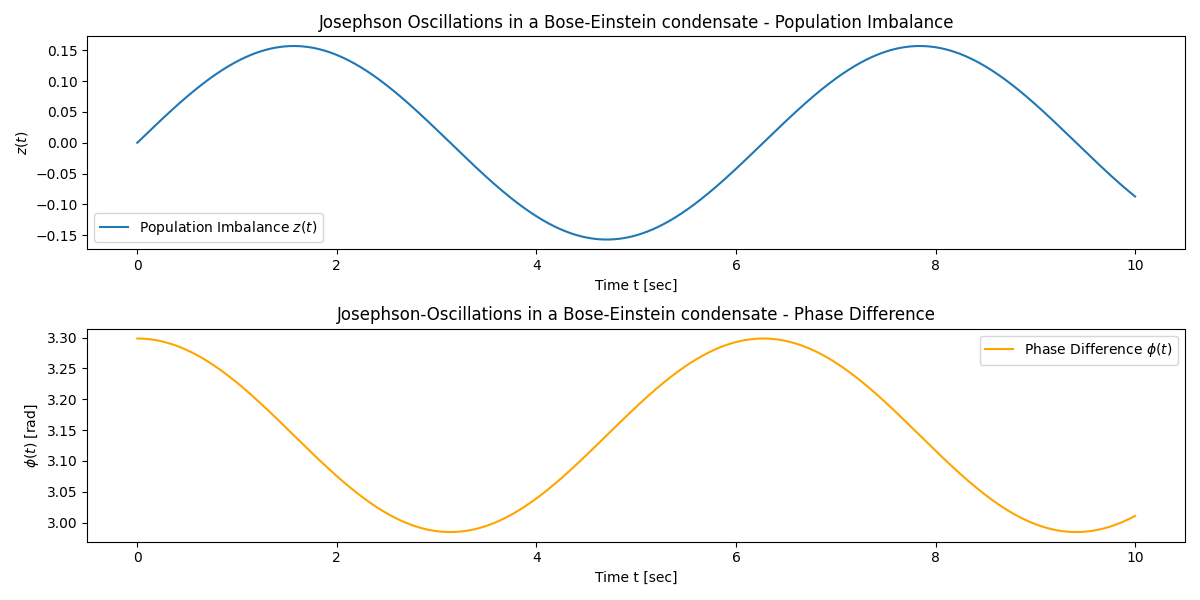 Josephson Oscillations in a Bose-Einstein condensate - Population Imbalance
z(t)
0.15
0.10
0.05
0.00
−0.05
−0.10
−0.15
Population Imbalance z(t)
0 2 4 6 8 10
Time t [sec]
Josephson-Oscillations in a Bose-Einstein condensate - Phase Difference
ϕ(t) [rad]
3.30
3.25
3.20
3.15
3.10
3.05
3.00
Phase Difference ϕ(t)
0 2 4 6 8 10
Time t [sec]